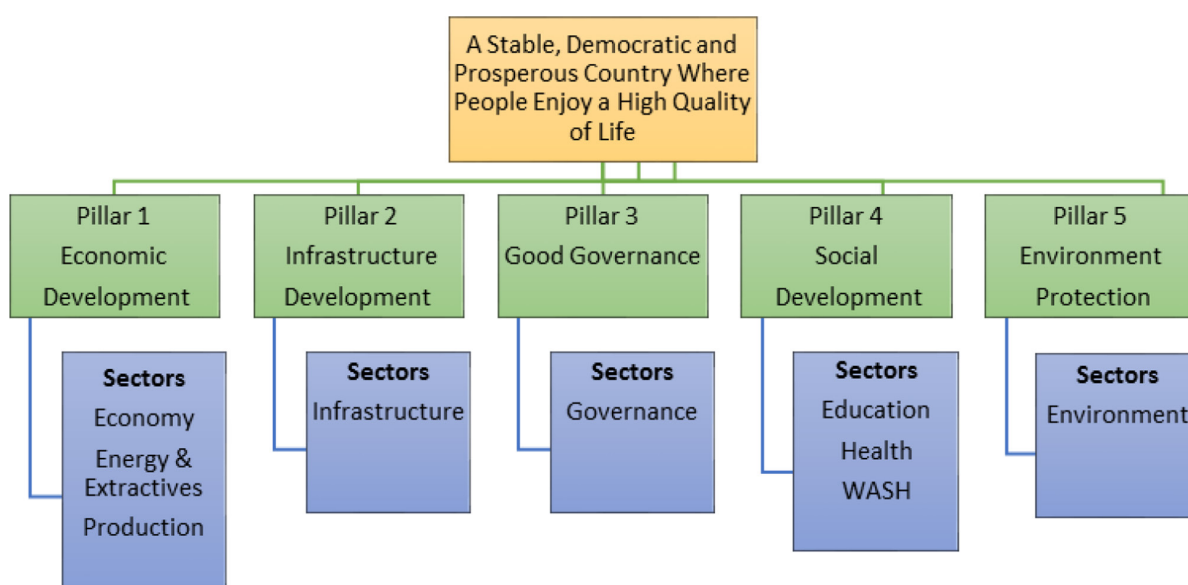 A Stable, Democratic and
Prosperous Country Where
People Enjoy a High Quality
of Life
Pillar 1
Economic
Development
Pillar 2
Infrastructure
Development
Pillar 3
Good Governance
Pillar 4
Social
Development
Pillar 5
Environment
Protection
Sectors
Economy
Energy &
Extractives
Production
Sectors
Infrastructure
Sectors
Governance
Sectors
Education
Health
WASH
Sectors
Environment